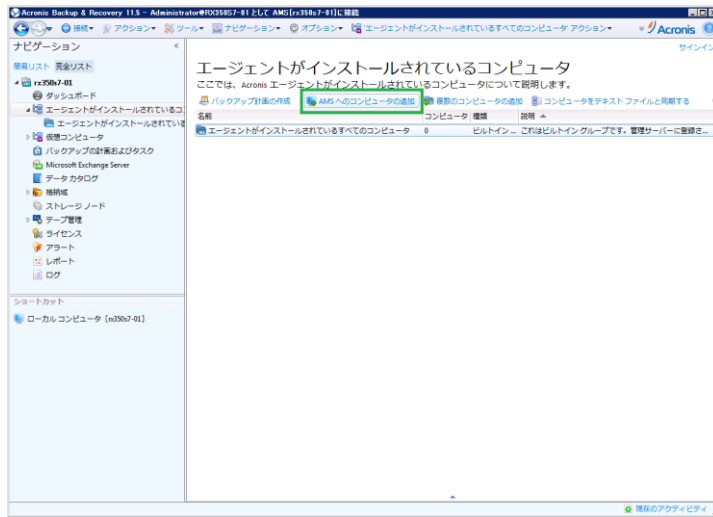 Acronis Backup & Recovery 11.5 - Administrator@RX350S7-01 として AMS[rx350s7-01]に接続
接続 アクション ツール ナビゲーション オプション 'エージェントがインストールされているすべてのコンピュータ' アクション Acronis
ナビゲーション
サインイン
簡易リスト 完全リスト
rx350s7-01
ダッシュボード
エージェントがインストールされているコ
エージェントがインストールされている
仮想コンピュータ
バックアップの計画およびタスク
Microsoft Exchange Server
データ カタログ
格納域
ストレージ ノード
テープ管理
ライセンス
アラート
レポート
ログ
ショートカット
ローカル コンピュータ [rx350s7-01]
エージェントがインストールされているコンピュータ
ここでは、Acronis エージェントがインストールされているコンピュータについて説明します。
バックアップ計画の作成 AMS へのコンピュータの追加 複数のコンピュータの追加 コンピュータをテキスト ファイルと同期する
名前 コンピュータ 種類 説明
エージェントがインストールされているすべてのコンピュータ 0 ビルトイン... これはビルトイン グループです。管理サーバーに登録さ...
現在のアクティビティ